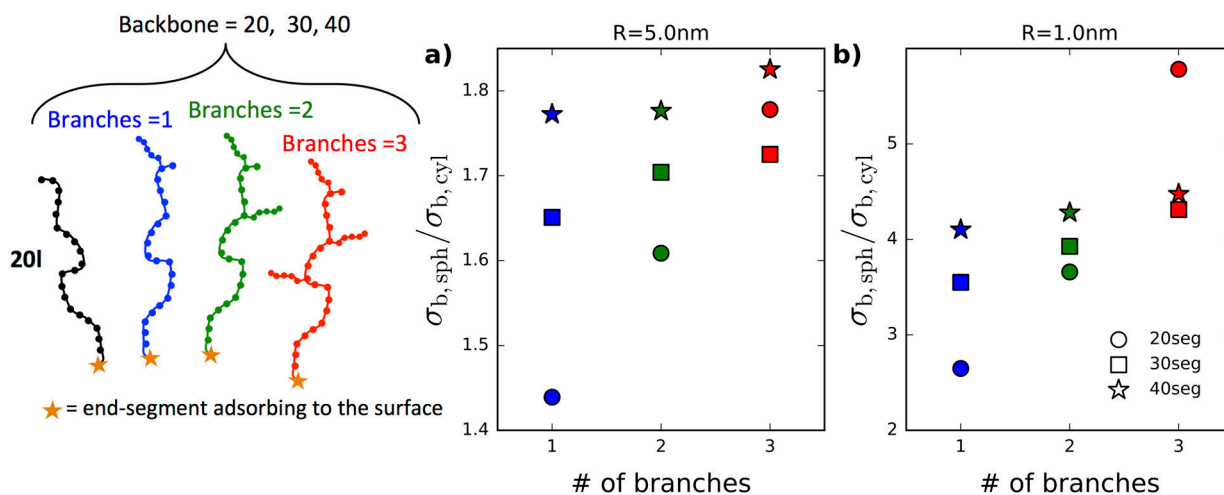 Backbone = 20, 30, 40
Branches =1
Branches =2
Branches =3
20l
= end-segment adsorbing to the surface
a)
R=5.0nm
σb, sph/σb, cyl
1.8
1.7
1.6
1.5
1.4
1
2
3
# of branches
b)
R=1.0nm
σb, sph/σb, cyl
5
4
3
2
20seg
30seg
40seg
1
2
3
# of branches